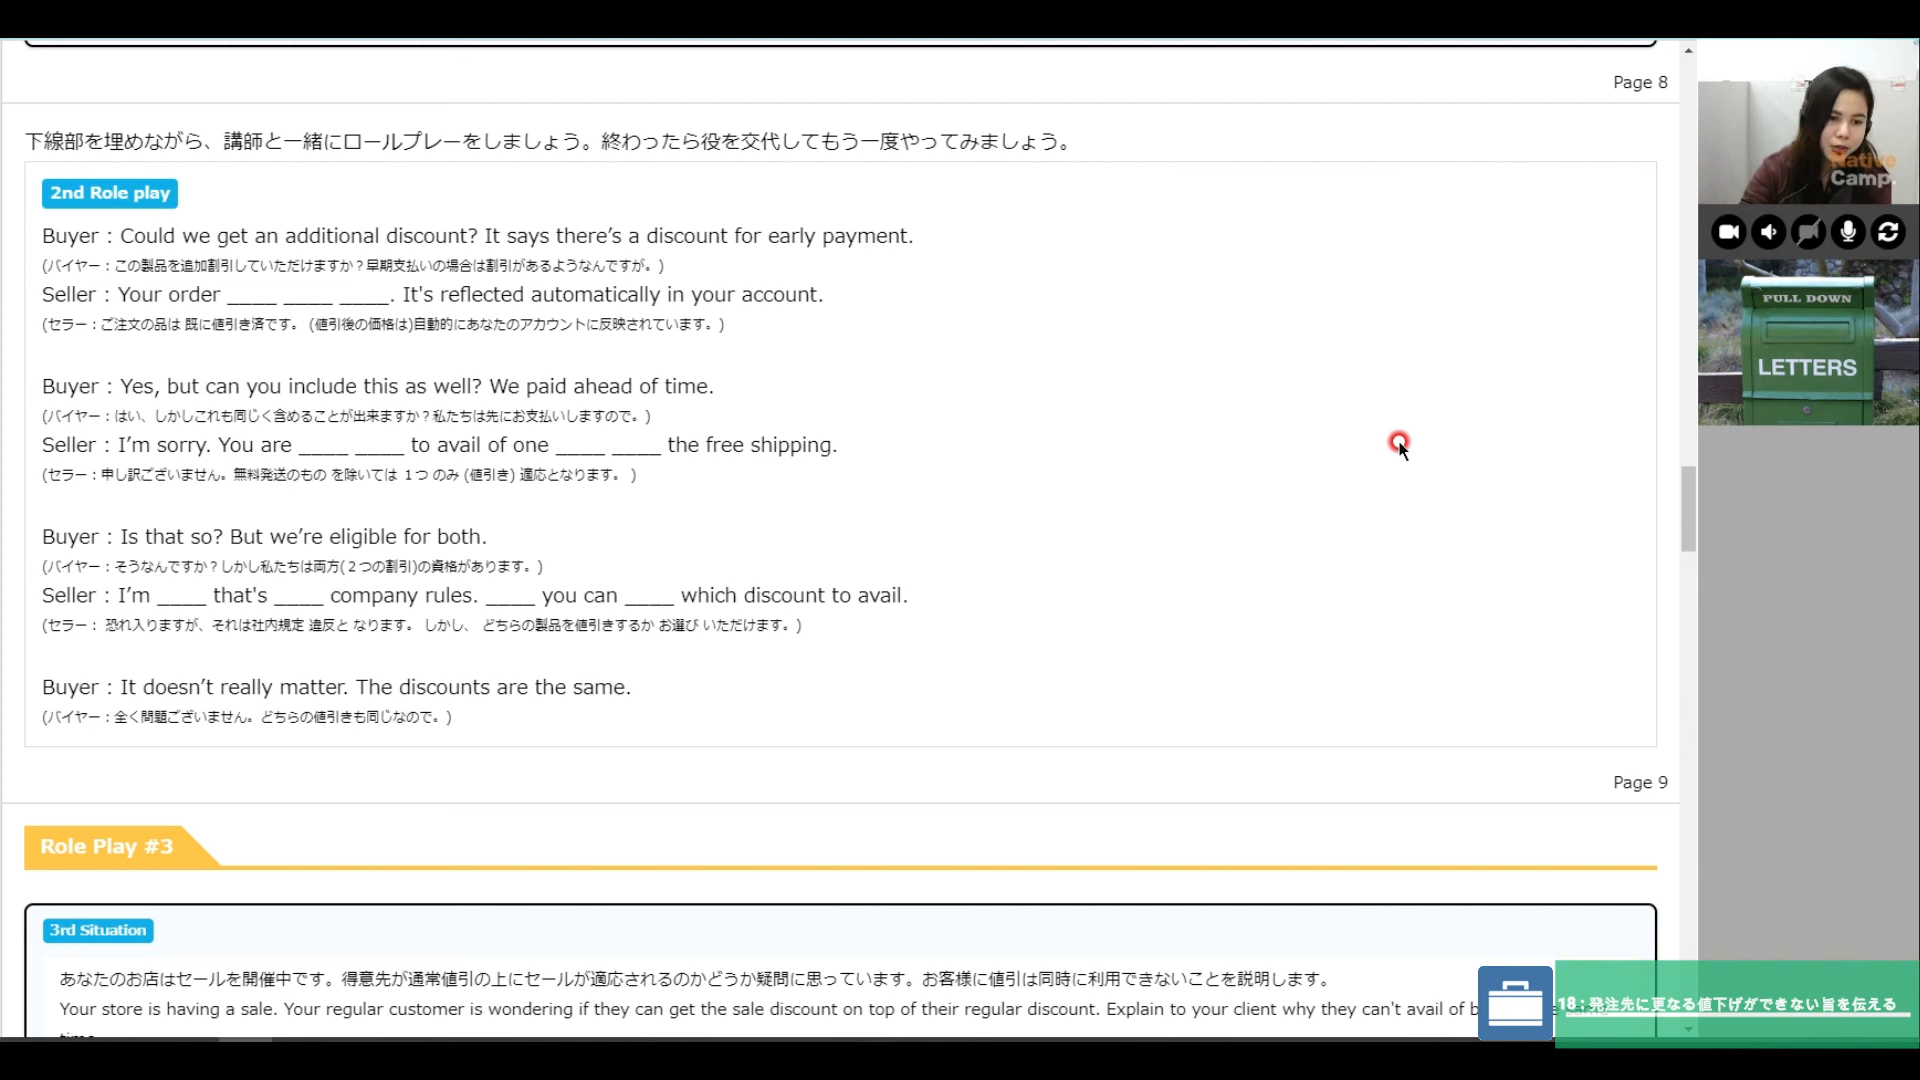 Page 8
下線部を埋めながら、講師と一緒にロールプレーをしましょう。終わったら役を交代してもう一度やってみましょう。
2nd Role play
Buyer : Could we get an additional discount? It says there’s a discount for early payment.
(バイヤー : この製品を追加割引していただけますか？早期支払いの場合は割引があるようなんですが。)
Seller : Your order ____ ____ ____. It's reflected automatically in your account.
(セラー : ご注文の品は 既に値引き済です。 (値引後の価格は)自動的にあなたのアカウントに反映されています。)
Buyer : Yes, but can you include this as well? We paid ahead of time.
(バイヤー : はい、しかしこれも同じく含めることが出来ますか？私たちは先にお支払いしますので。)
Seller : I’m sorry. You are ____ ____ to avail of one ____ ____ the free shipping.
(セラー : 申し訳ございません。無料発送のもの を除いては １つ のみ (値引き) 適応となります。 )
Buyer : Is that so? But we’re eligible for both.
(バイヤー : そうなんですか？しかし私たちは両方(２つの割引)の資格があります。)
Seller : I’m ____ that's ____ company rules. ____ you can ____ which discount to avail.
(セラー : 恐れ入りますが、それは社内規定 違反と なります。 しかし、 どちらの製品を値引きするか お選び いただけます。)
Buyer : It doesn’t really matter. The discounts are the same.
(バイヤー : 全く問題ございません。どちらの値引きも同じなので。)
Page 9
Role Play #3
3rd Situation
あなたのお店はセールを開催中です。得意先が通常値引の上にセールが適応されるのかどうか疑問に思っています。お客様に値引は同時に利用できないことを説明します。
Your store is having a sale. Your regular customer is wondering if they can get the sale discount on top of their regular discount. Explain to your client why they can't avail of
Native
Camp.
PULL DOWN
LETTERS
18 : 発注先に更なる値下げができない旨を伝える